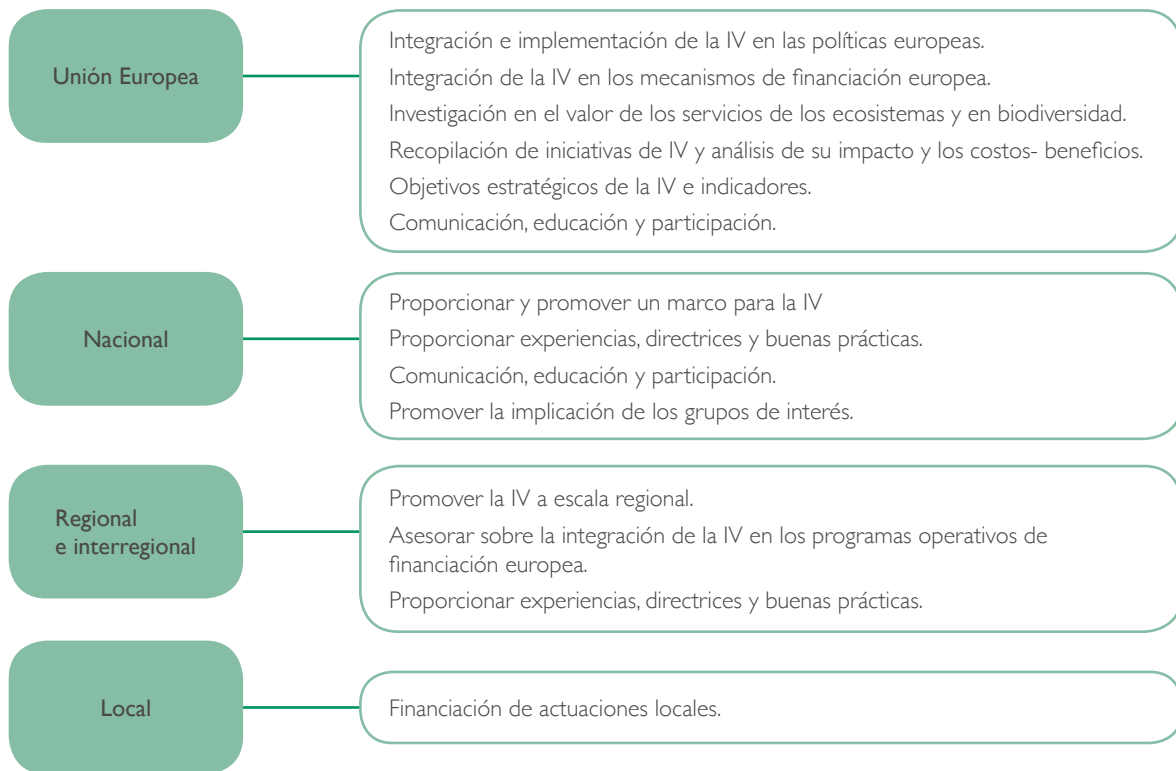 Unión Europea
Integración e implementación de la IV en las políticas europeas.
Integración de la IV en los mecanismos de financiación europea.
Investigación en el valor de los servicios de los ecosistemas y en biodiversidad.
Recopilación de iniciativas de IV y análisis de su impacto y los costos- beneficios.
Objetivos estratégicos de la IV e indicadores.
Comunicación, educación y participación.
Nacional
Proporcionar y promover un marco para la IV
Proporcionar experiencias, directrices y buenas prácticas.
Comunicación, educación y participación.
Promover la implicación de los grupos de interés.
Regional
e interregional
Promover la IV a escala regional.
Asesorar sobre la integración de la IV en los programas operativos de
financiación europea.
Proporcionar experiencias, directrices y buenas prácticas.
Local
Financiación de actuaciones locales.